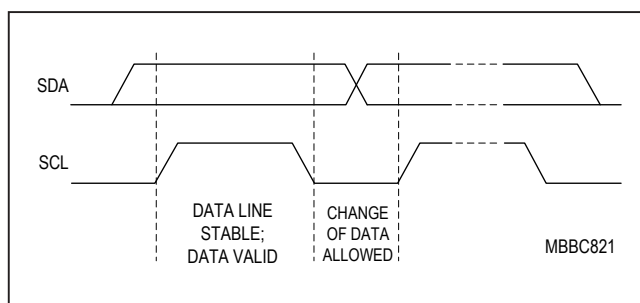 SDA
SCL
DATA LINE
STABLE;
DATA VALID
CHANGE
OF DATA
ALLOWED
MBBC821